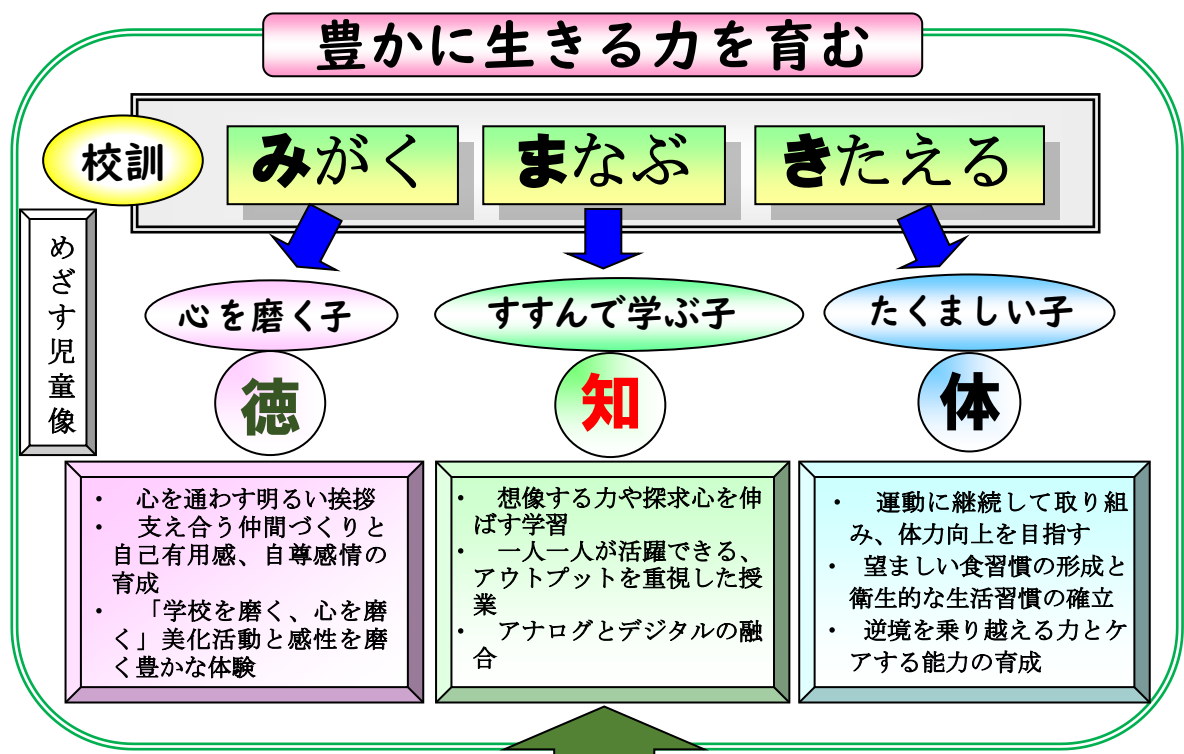 豊かに生きる力を育む
校訓
みがく
まなぶ
きたえる
めざす児童像
心を磨く子
すすんで学ぶ子
たくましい子
徳
知
体
・　心を通わす明るい挨拶
・　支え合う仲間づくりと
自己有用感、自尊感情の
育成
・　「学校を磨く、心を磨
く」美化活動と感性を磨
く豊かな体験
・　想像する力や探求心を伸
ばす学習
・　一人一人が活躍できる、
アウトプットを重視した授
業
・　アナログとデジタルの融
合
・　運動に継続して取り組
み、体力向上を目指す
・　望ましい食習慣の形成と
衛生的な生活習慣の確立
・　逆境を乗り越える力とケ
アする能力の育成